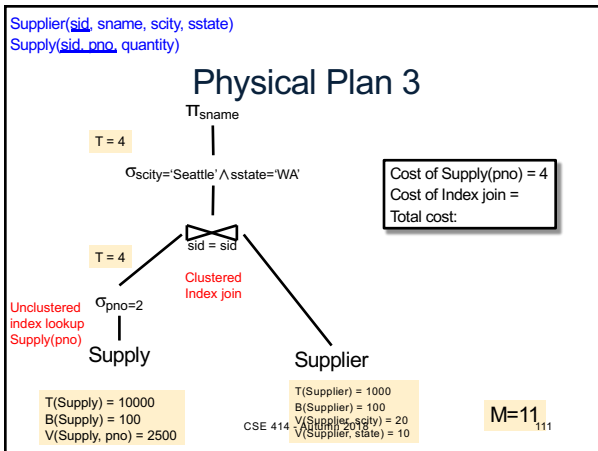 Supplier(sid, sname, scity, sstate)
Supply(sid, pno, quantity)
Physical Plan 3
πsname
T = 4
σscity='Seattle' ∧ sstate='WA'
Cost of Supply(pno) = 4
Cost of Index join =
Total cost:
sid = sid
T = 4
Clustered
Index join
Unclustered
index lookup
Supply(pno)
σpno=2
Supply
Supplier
T(Supply) = 10000
B(Supply) = 100
V(Supply, pno) = 2500
T(Supplier) = 1000
B(Supplier) = 100
V(Supplier, scity) = 20
V(Supplier, state) = 10
CSE 414 - Autumn 2018
M=11
111